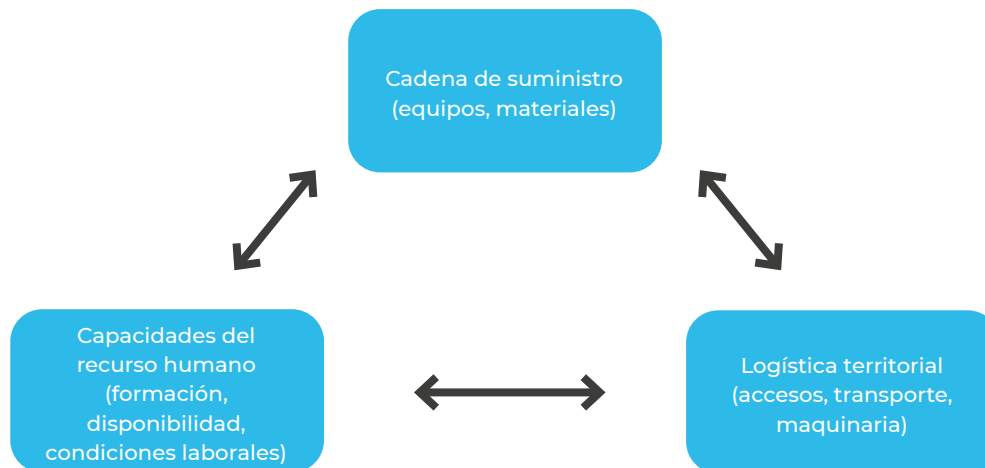 Cadena de suministro
(equipos, materiales)
Capacidades del
recurso humano
(formación,
disponibilidad,
condiciones laborales)
Logística territorial
(accesos, transporte,
maquinaria)